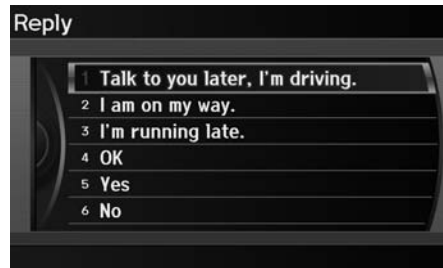 Reply
1 Talk to you later, I'm driving.
2 I am on my way.
3 I'm running late.
4 OK
5 Yes
6 No